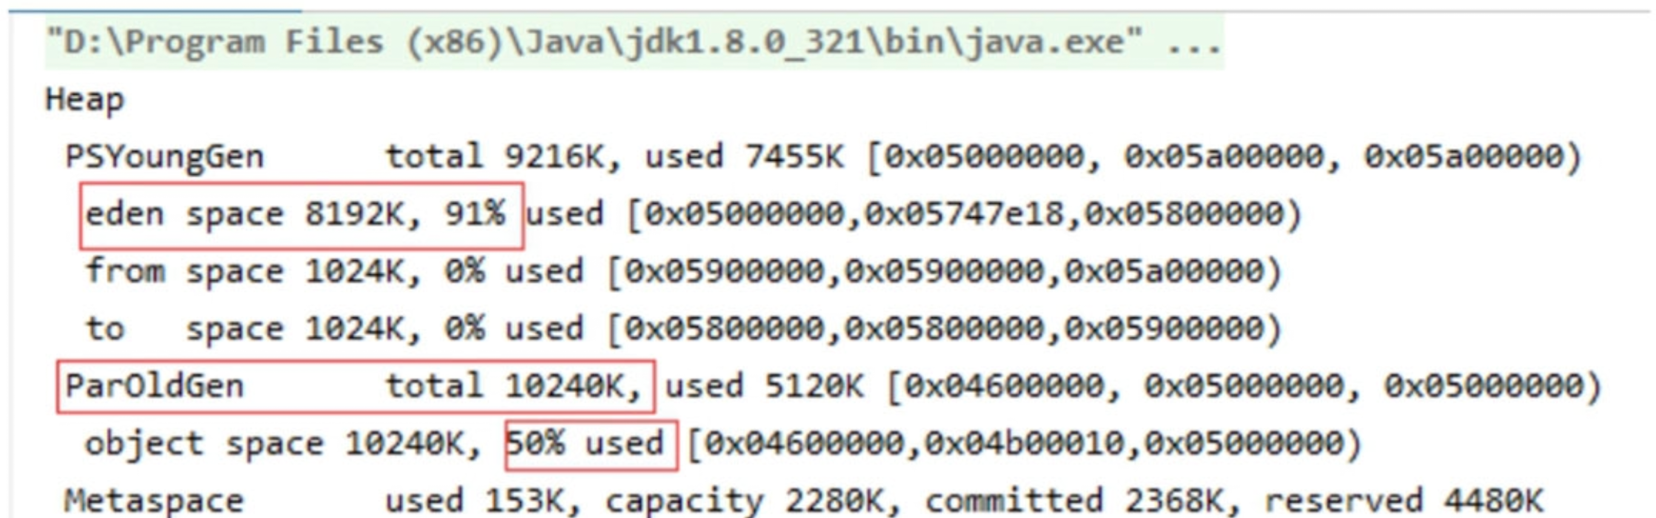 "D:\Program Files (x86)\Java\jdk1.8.0_321\bin\java.exe" ...
Heap
 PSYoungGen      total 9216K, used 7455K [0x05000000, 0x05a00000, 0x05a00000)
  eden space 8192K, 91% used [0x05000000,0x05747e18,0x05800000)
  from space 1024K, 0% used [0x05900000,0x05900000,0x05a00000)
  to   space 1024K, 0% used [0x05800000,0x05800000,0x05900000)
 ParOldGen       total 10240K, used 5120K [0x04600000, 0x05000000, 0x05000000)
  object space 10240K, 50% used [0x04600000,0x04b00010,0x05000000)
 Metaspace       used 153K, capacity 2280K, committed 2368K, reserved 4480K